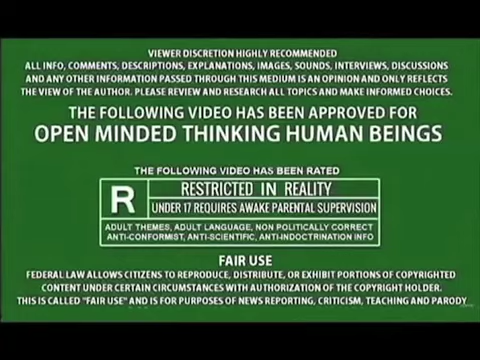 VIEWER DISCRETION HIGHLY RECOMMENDED
ALL INFO, COMMENTS, DESCRIPTIONS, EXPLANATIONS, IMAGES, SOUNDS, INTERVIEWS, DISCUSSIONS
AND ANY OTHER INFORMATION PASSED THROUGH THIS MEDIUM IS AN OPINION AND ONLY REFLECTS
THE VIEW OF THE AUTHOR. PLEASE REVIEW AND RESEARCH ALL TOPICS AND MAKE INFORMED CHOICES.
THE FOLLOWING VIDEO HAS BEEN APPROVED FOR
OPEN MINDED THINKING HUMAN BEINGS
THE FOLLOWING VIDEO HAS BEEN RATED
R
RESTRICTED IN REALITY
UNDER 17 REQUIRES AWAKE PARENTAL SUPERVISION
ADULT THEMES, ADULT LANGUAGE, NON POLITICALLY CORRECT
ANTI-CONFORMIST, ANTI-SCIENTIFIC, ANTI-INDOCTRINATION INFO
FAIR USE
FEDERAL LAW ALLOWS CITIZENS TO REPRODUCE, DISTRIBUTE, OR EXHIBIT PORTIONS OF COPYRIGHTED
CONTENT UNDER CERTAIN CIRCUMSTANCES WITH AUTHORIZATION OF THE COPYRIGHT HOLDER.
THIS IS CALLED "FAIR USE" AND IS FOR PURPOSES OF NEWS REPORTING, CRITICISM, TEACHING AND PARODY